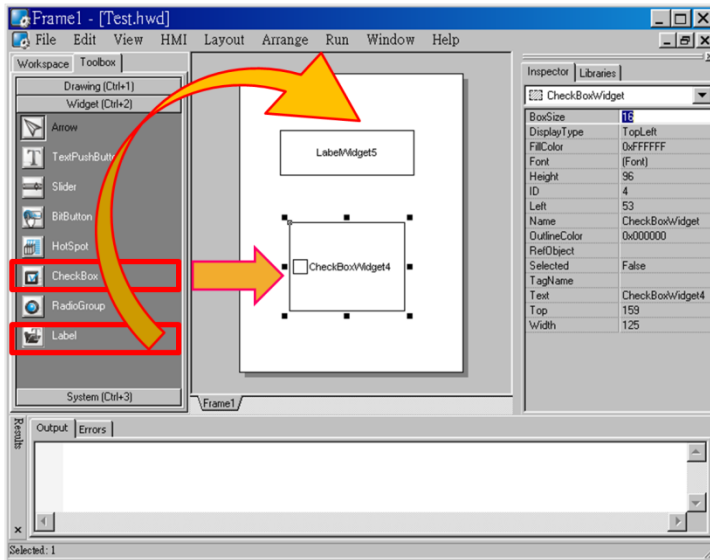 Frame1 - [Test.hwd]
File Edit View HMI Layout Arrange Run Window Help
Workspace Toolbox
Drawing (Ctrl+1)
Widget (Ctrl+2)
Arrow
TextPushButt
Slider
BitButton
HotSpot
CheckBox
RadioGroup
Label
System (Ctrl+3)
LabelWidget5
CheckBoxWidget4
Frame1
Inspector Libraries
CheckBoxWidget
BoxSize 16
DisplayType TopLeft
FillColor 0xFFFFFF
Font (Font)
Height 96
ID 4
Left 53
Name CheckBoxWidget
OutlineColor 0x000000
RefObject
Selected False
TagName
Text CheckBoxWidget4
Top 159
Width 125
Results
Output Errors
Selected: 1